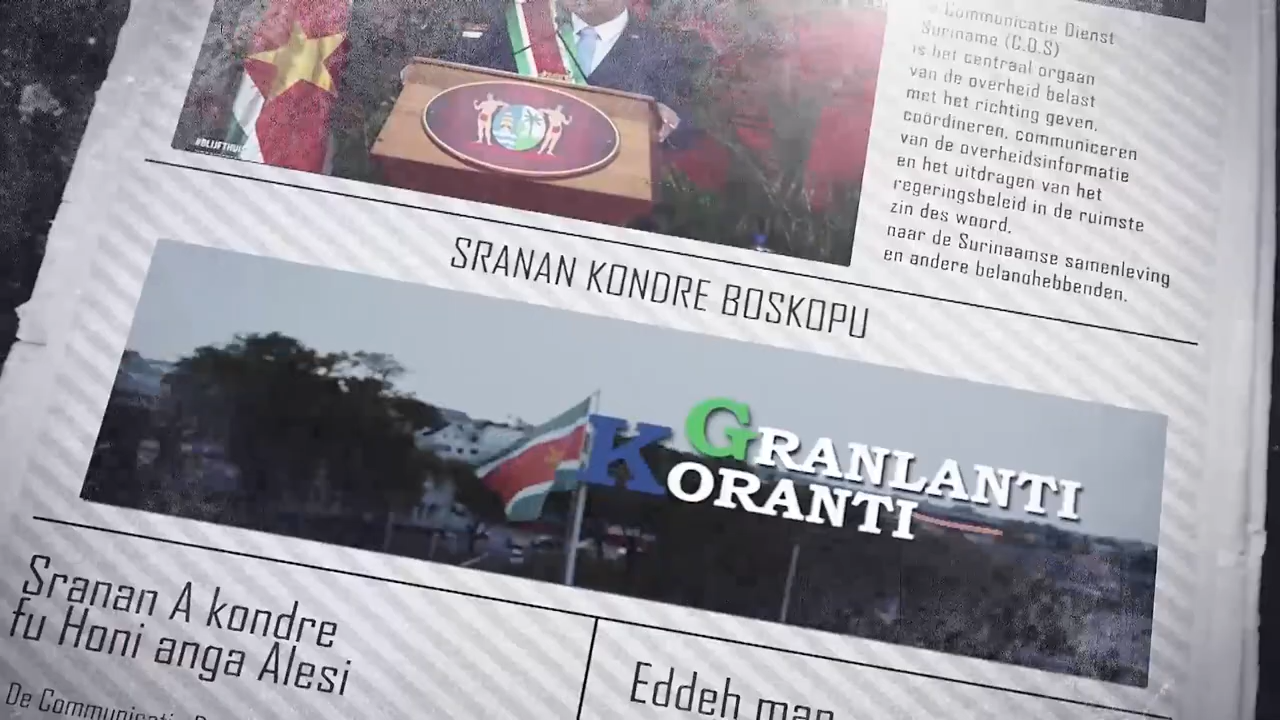 #BLIJFTHUIS
Communicatie Dienst
Suriname (C.O.S)
is het centraal orgaan
van de overheid belast
met het richting geven,
coördineren, communiceren
van de overheidsinformatie
en het uitdragen van het
regeringsbeleid in de ruimste
zin des woord.
naar de Surinaamse samenleving
en andere belanghebbenden.
SRANAN KONDRE BOSKOPU
GRANLANTI
KORANTI
Sranan A kondre
fu Honi anga Alesi
Eddeh man
De